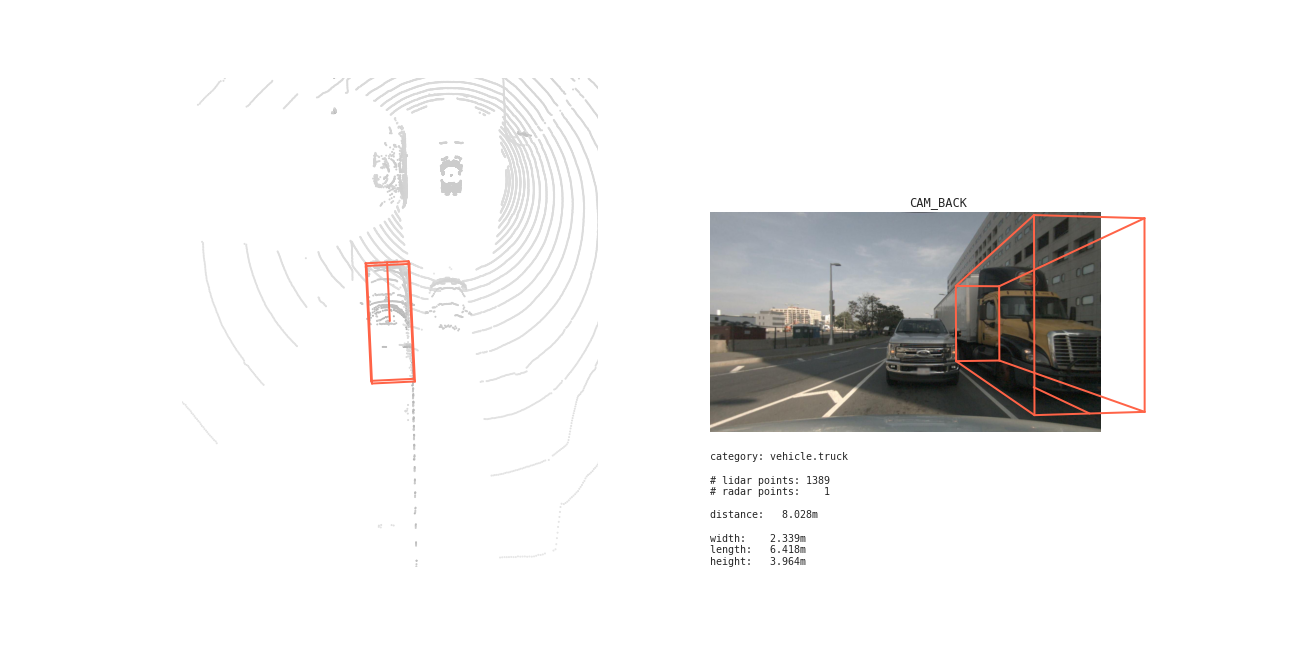 CAM_BACK
category: vehicle.truck
# lidar points: 1389
# radar points:    1
distance:   8.028m
width:    2.339m
length:   6.418m
height:   3.964m